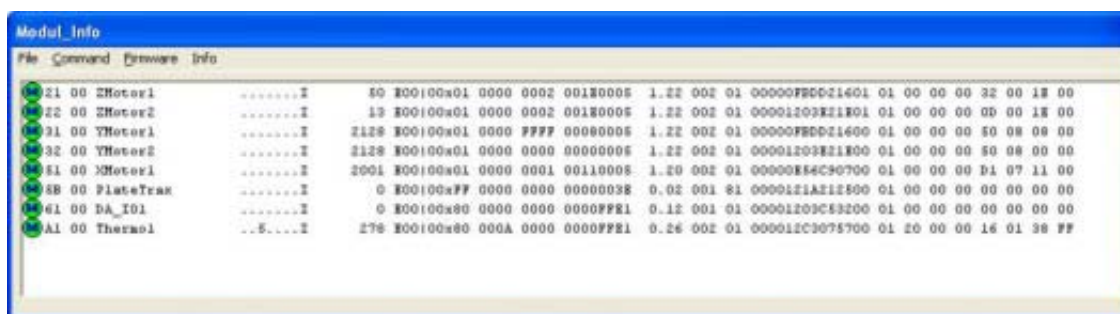 Modul_Info
File Command Firmware Info
21 00 ZMotor1 .......I 50 E00|00x01 0000 0002 001E0005 1.22 002 01 00000FBDD21601 01 00 00 00 32 00 1E 00
22 00 ZMotor2 .......I 13 E00|00x01 0000 0002 001E0005 1.22 002 01 00001203E21E01 01 00 00 00 0D 00 1E 00
31 00 YMotor1 .......I 2128 E00|00x01 0000 FFFF 00080005 1.22 002 01 00000FBDD21600 01 00 00 00 50 08 08 00
32 00 YMotor2 .......I 2128 E00|00x01 0000 0000 00000005 1.22 002 01 00001203E21E00 01 00 00 00 50 08 00 00
51 00 XMotor1 .......I 2001 E00|00x01 0000 0001 00110005 1.20 002 01 00000E56C90700 01 00 00 00 D1 07 11 00
5B 00 PlateTrax .......I 0 E00|00xFF 0000 0000 0000003E 0.02 001 81 0000121A212500 01 00 00 00 00 00 00 00
61 00 DA_IO1 .......I 0 E00|00x80 0000 0000 0000FFE1 0.12 001 01 00001203C53200 01 00 00 00 00 00 00 00
A1 00 Thermo1 ..S....I 278 E00|00x80 000A 0000 0000FFE1 0.26 002 01 000012C3075700 01 20 00 00 16 01 38 FF